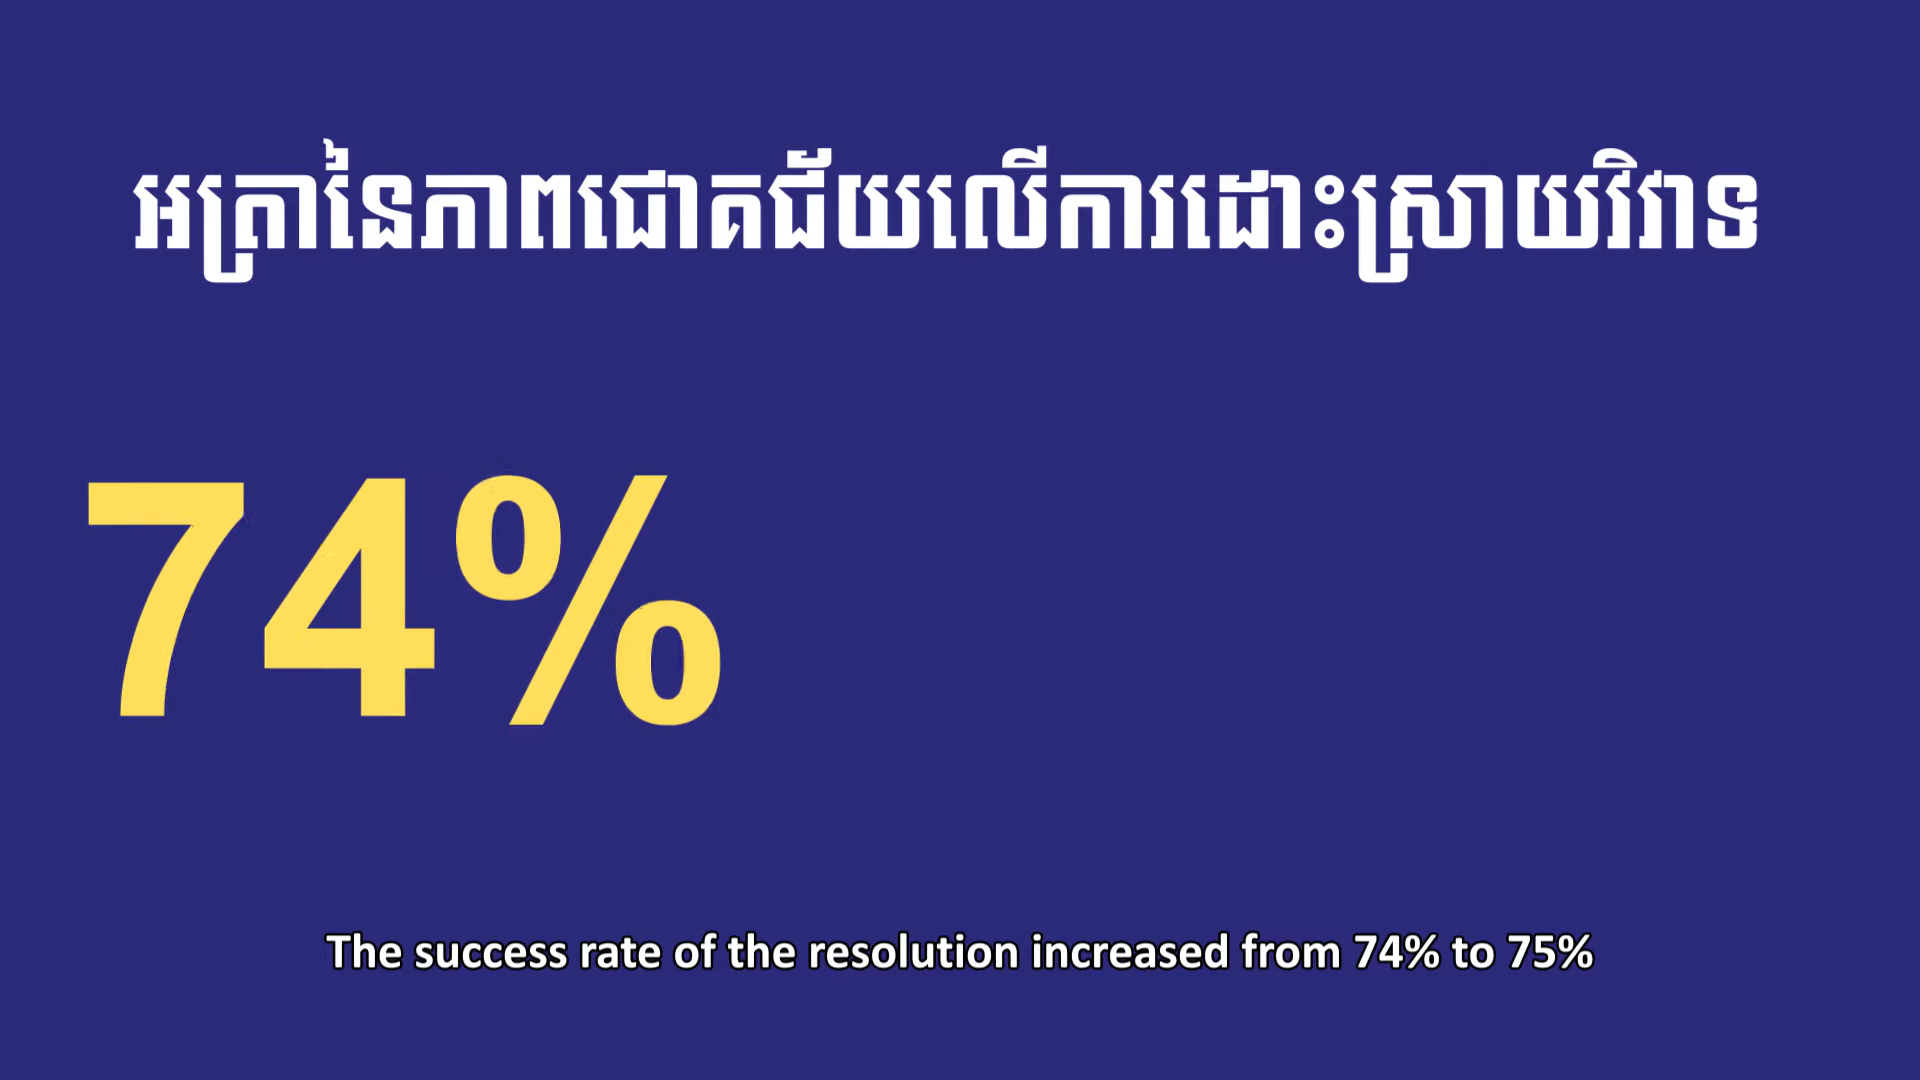 អត្រានៃភាពជោគជ័យលើការដោះស្រាយវិវាទ
74%
The success rate of the resolution increased from 74% to 75%